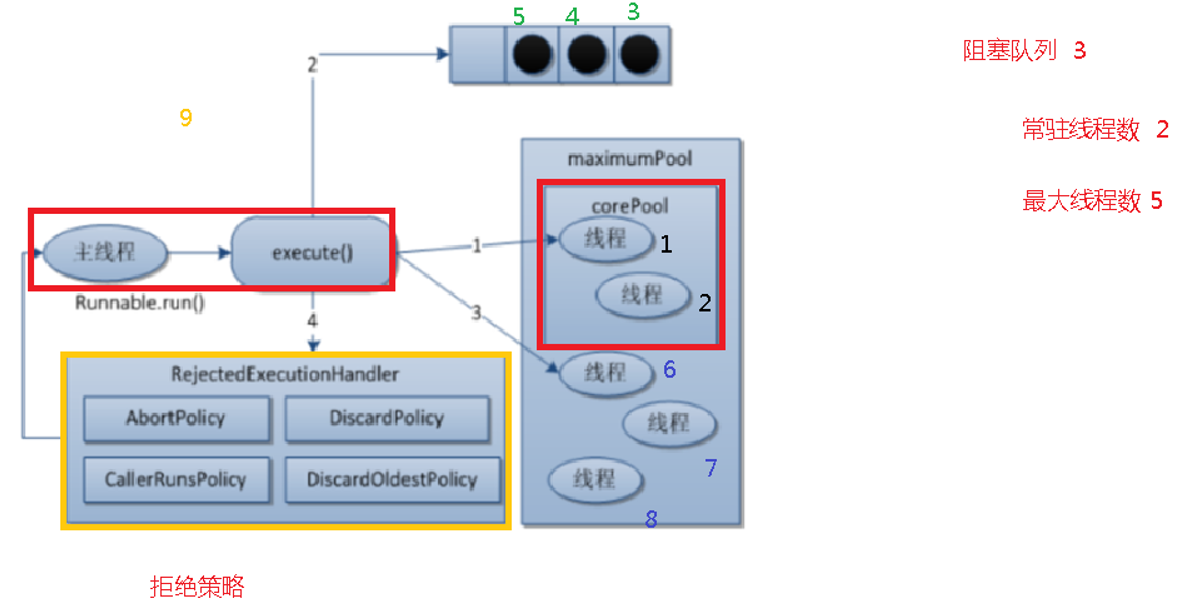 5 4 3
阻塞队列 3
2
9
常驻线程数 2
maximumPool
最大线程数 5
corePool
线程 1
主线程
execute()
1
线程 2
Runnable.run()
3
4
线程 6
RejectedExecutionHandler
AbortPolicy
DiscardPolicy
线程
7
CallerRunsPolicy
DiscardOldestPolicy
线程
8
拒绝策略